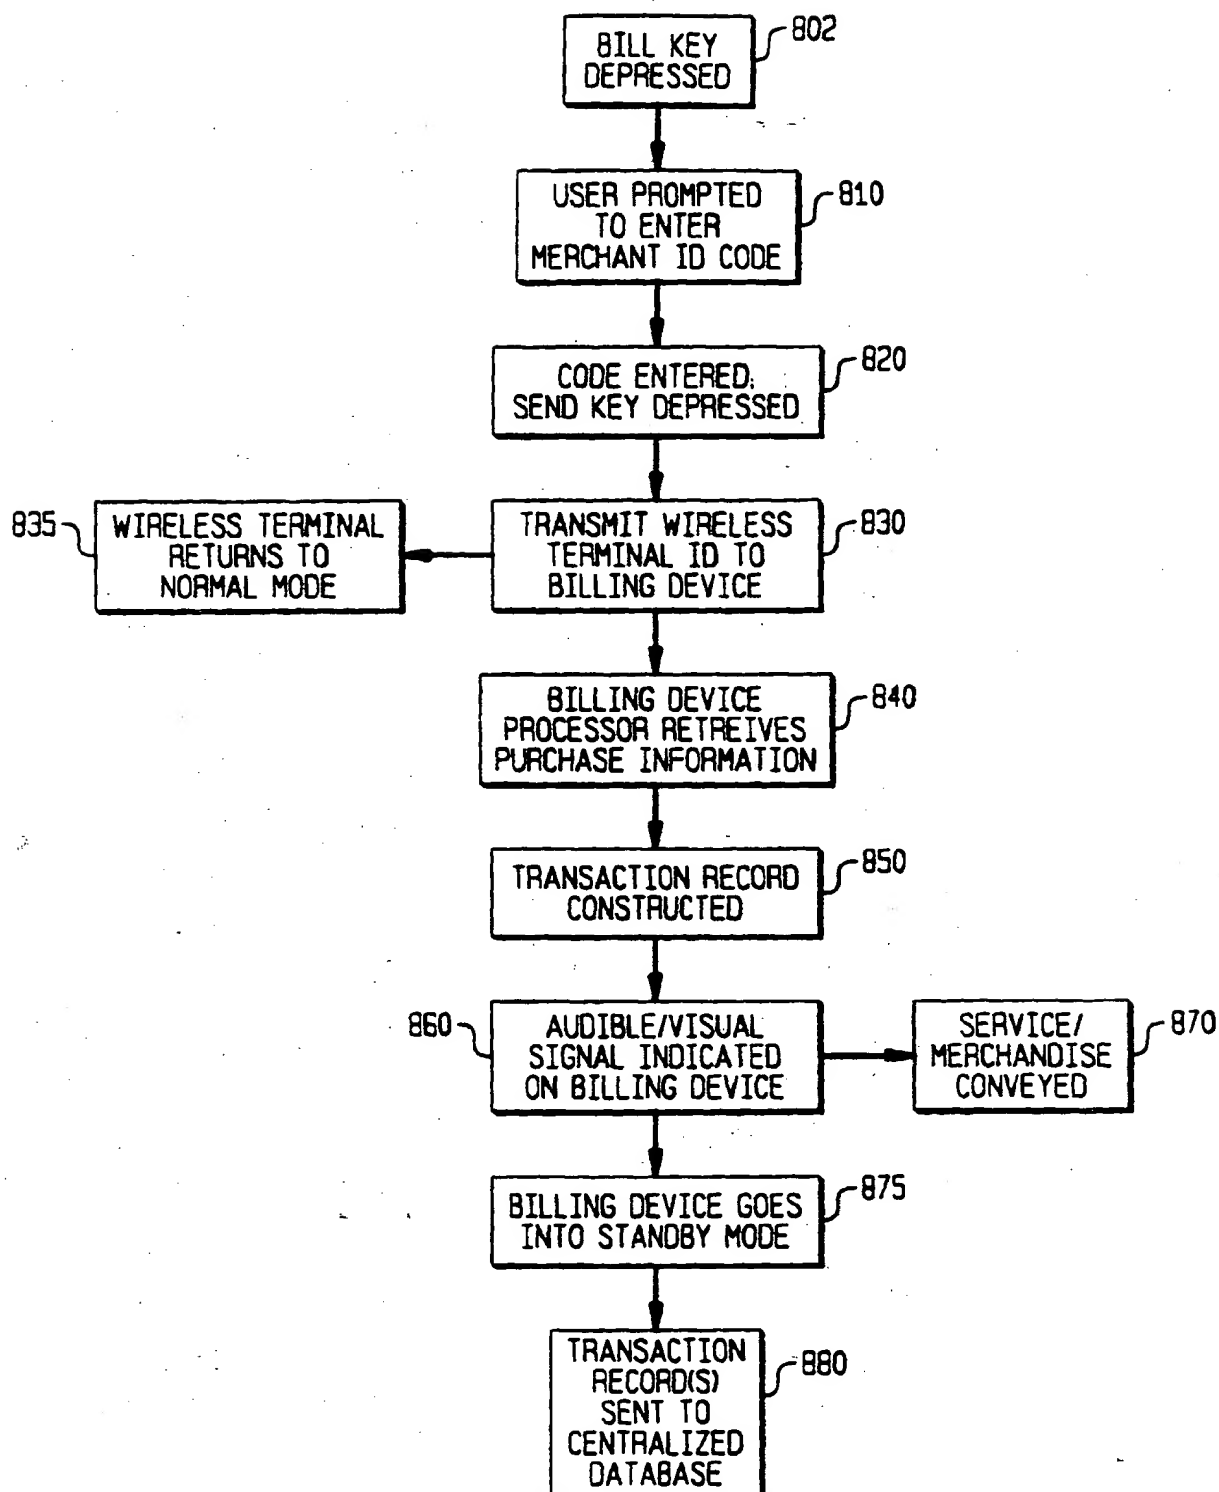 BILL KEY
DEPRESSED
802
USER PROMPTED
TO ENTER
MERCHANT ID CODE
810
CODE ENTERED;
SEND KEY DEPRESSED
820
835
WIRELESS TERMINAL
RETURNS TO
NORMAL MODE
TRANSMIT WIRELESS
TERMINAL ID TO
BILLING DEVICE
830
BILLING DEVICE
PROCESSOR RETREIVES
PURCHASE INFORMATION
840
TRANSACTION RECORD
CONSTRUCTED
850
860
AUDIBLE/VISUAL
SIGNAL INDICATED
ON BILLING DEVICE
SERVICE/
MERCHANDISE
CONVEYED
870
BILLING DEVICE GOES
INTO STANDBY MODE
875
TRANSACTION
RECORD(S)
SENT TO
CENTRALIZED
DATABASE
880